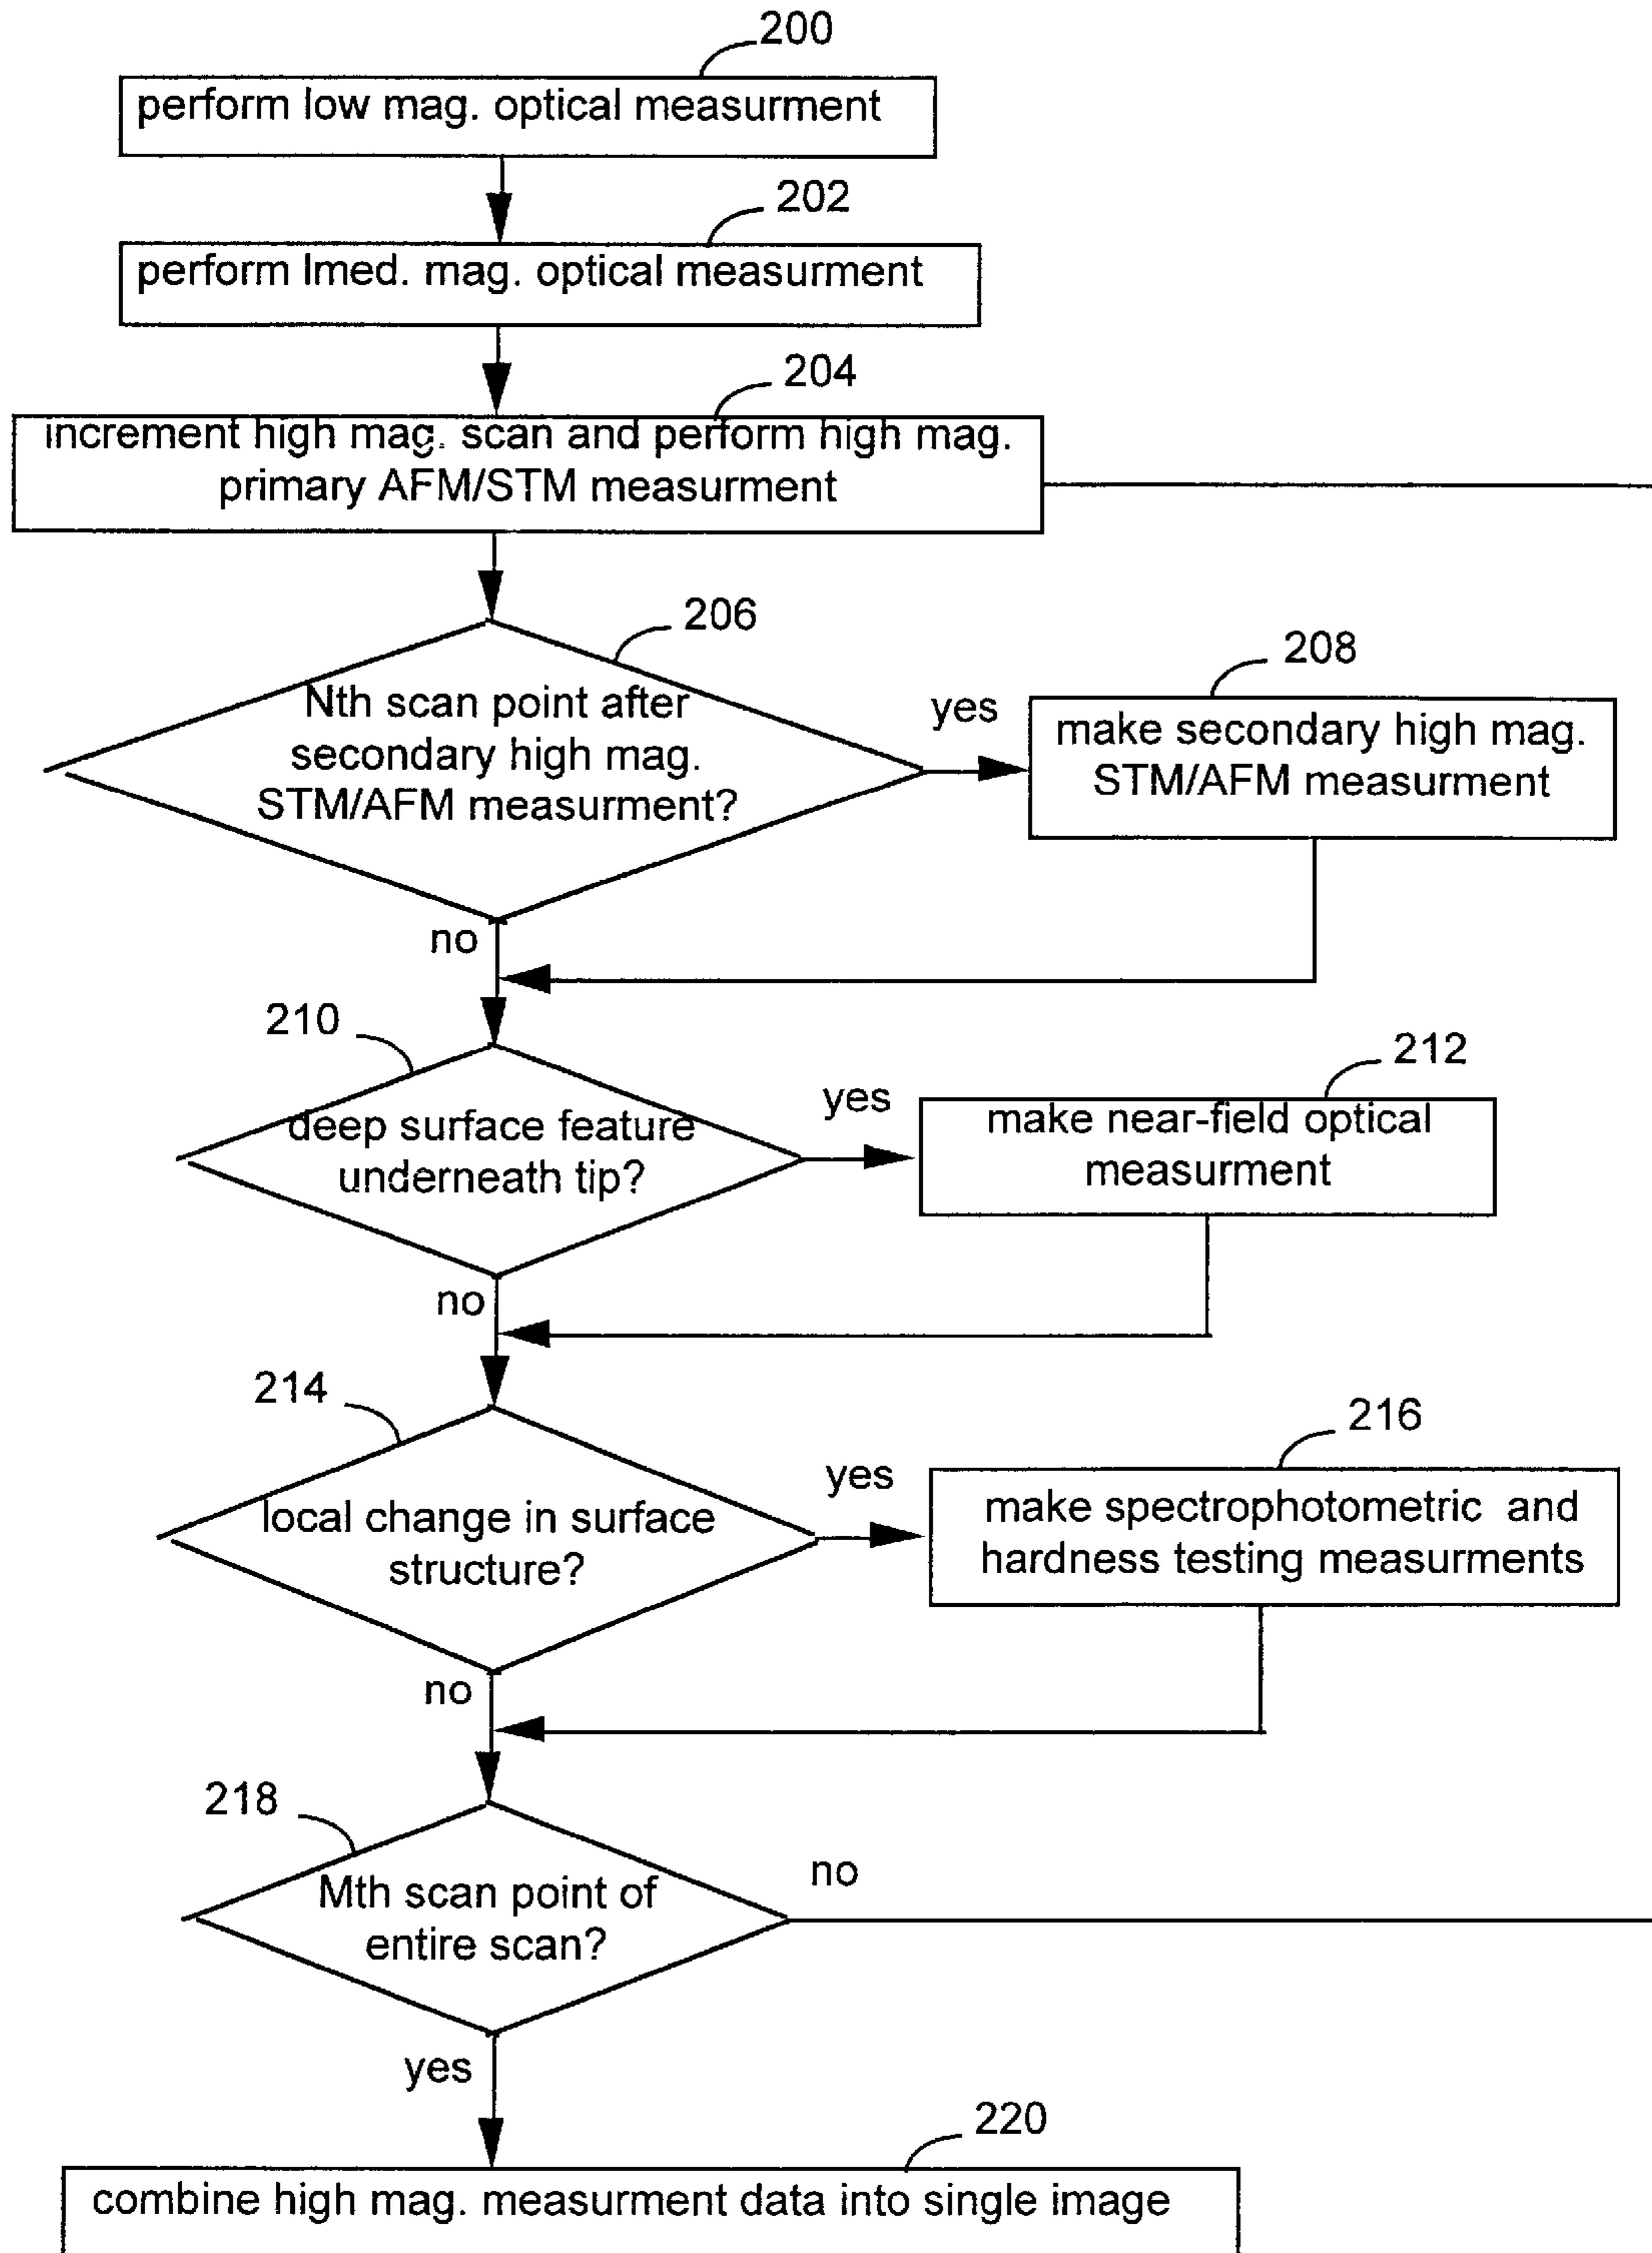 200
perform low mag. optical measurment
202
perform Imed. mag. optical measurment
204
increment high mag. scan and perform high mag.
primary AFM/STM measurment
206
Nth scan point after
secondary high mag.
STM/AFM measurment?
yes
208
make secondary high mag.
STM/AFM measurment
no
210
deep surface feature
underneath tip?
yes
212
make near-field optical
measurment
no
214
local change in surface
structure?
yes
216
make spectrophotometric and
hardness testing measurments
no
218
Mth scan point of
entire scan?
no
yes
220
combine high mag. measurment data into single image